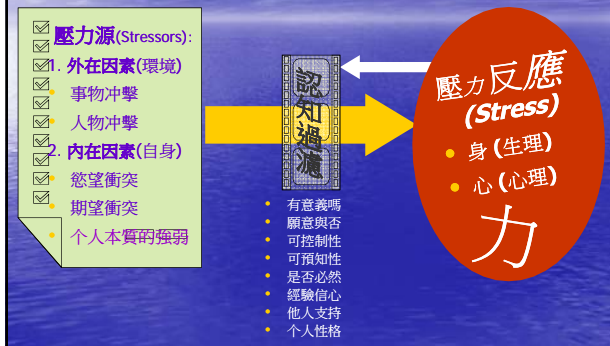 壓力源(Stressors):
1. 外在因素(環境)
事物冲擊
人物冲擊
2. 內在因素(自身)
慾望衝突
期望衝突
个人本質的強弱
認知過濾
有意義嗎
願意與否
可控制性
可預知性
是否必然
經驗信心
他人支持
个人性格
壓力反應
(Stress)
身(生理)
心(心理)
力